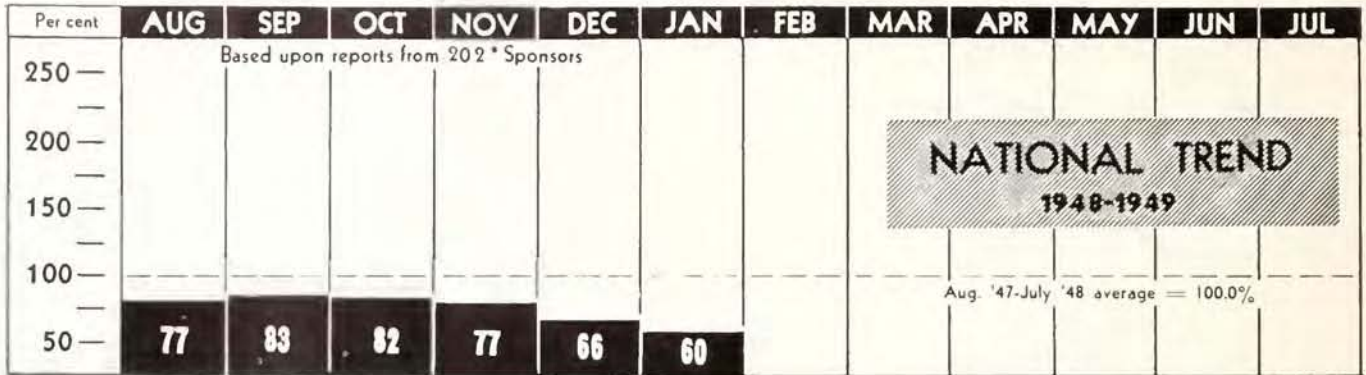 Per cent AUG SEP OCT NOV DEC JAN FEB MAR APR MAY JUN JUL
Based upon reports from 202* Sponsors
250
200
NATIONAL TREND
1948-1949
150
100
Aug. '47-July '48 average = 100.0%
50
77 83 82 77 66 60